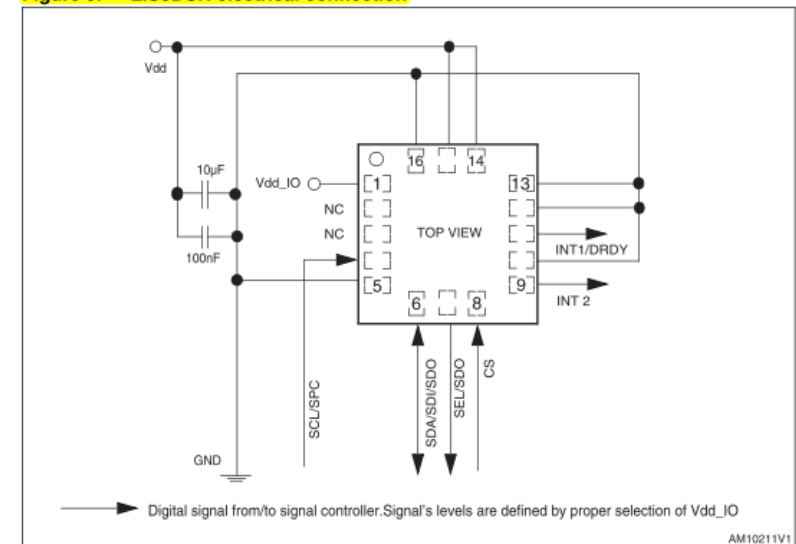 Vdd
10µF
Vdd_IO
16
14
1
13
NC
NC
TOP VIEW
INT1/DRDY
100nF
5
9
6
8
INT 2
SCL/SPC
SDA/SDI/SDO
SEL/SDO
CS
GND
Digital signal from/to signal controller.Signal's levels are defined by proper selection of Vdd_IO
AM10211V1